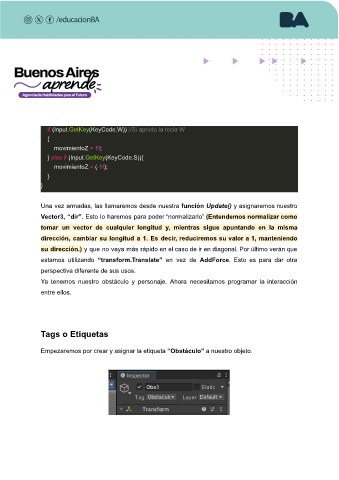 /educacionBA
BA
Buenos Aires
aprende
Agencia de Habilidades para el Futuro
if (Input.GetKey(KeyCode.W)) //Si aprieto la tecla W
{
movimientoZ = 1f;
} else if (Input.GetKey(KeyCode.S)){
movimientoZ = (-1f);
}
}
Una vez armadas, las llamaremos desde nuestra función Update() y asignaremos nuestro
Vector3, "dir". Esto lo haremos para poder "normalizarlo" (Entendemos normalizar como
tomar un vector de cualquier longitud y, mientras sigue apuntando en la misma
dirección, cambiar su longitud a 1. Es decir, reduciremos su valor a 1, manteniendo
su dirección.) y que no vaya más rápido en el caso de ir en diagonal. Por último verán que
estamos utilizando "transform.Translate" en vez de AddForce. Esto es para dar otra
perspectiva diferente de sus usos.
Ya tenemos nuestro obstáculo y personaje. Ahora necesitamos programar la interacción
entre ellos.
Tags o Etiquetas
Empezaremos por crear y asignar la etiqueta "Obstáculo" a nuestro objeto.
Inspector
Obs1 Static
Tag Obstacul Layer Default
Transform